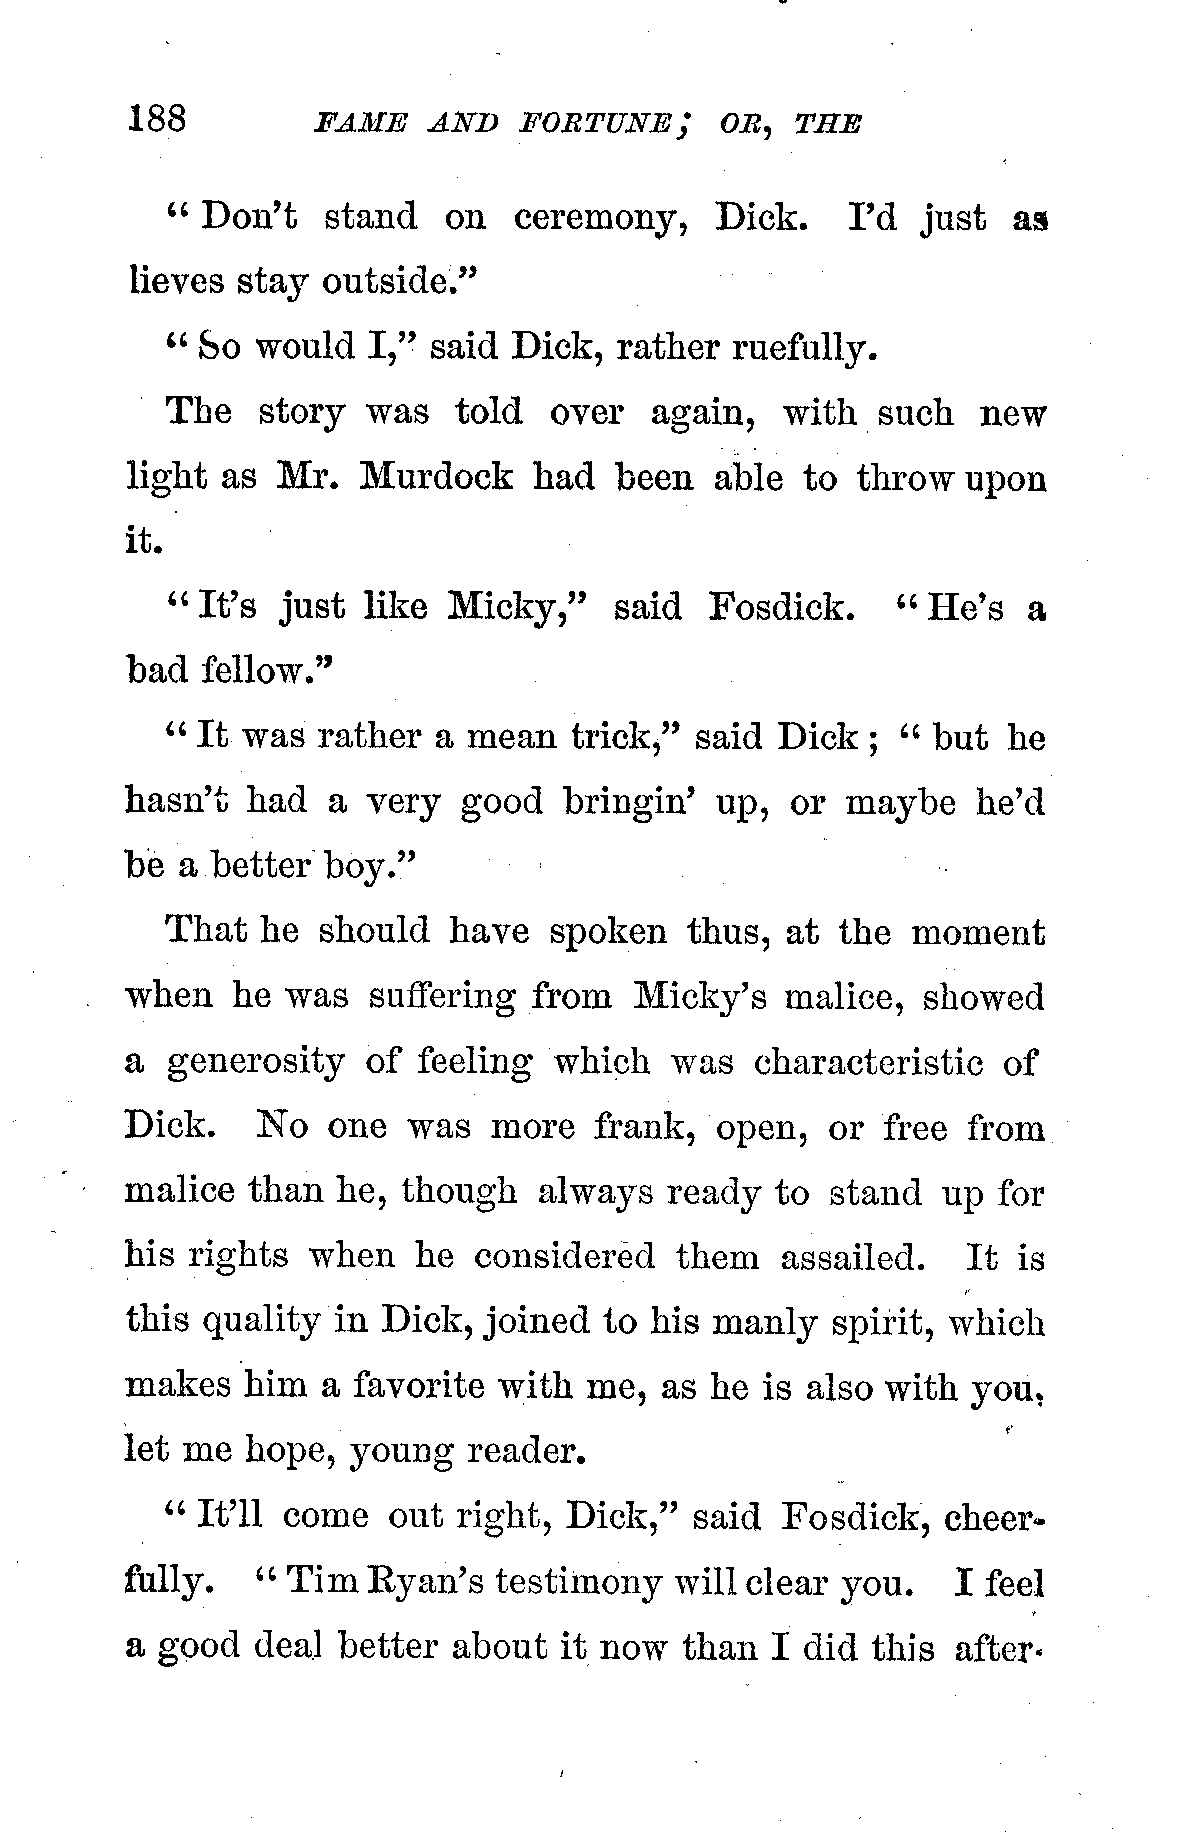 188 FAME AND FORTUNE; OR, THE
"Don't stand on ceremony, Dick. I'd just as
lieves stay outside."
"So would I," said Dick, rather ruefully.
The story was told over again, with such new
light as Mr. Murdock had been able to throw upon
it.
"It's just like Micky," said Fosdick. "He's a
bad fellow."
"It was rather a mean trick," said Dick; "but he
hasn't had a very good bringin' up, or maybe he'd
be a better boy."
That he should have spoken thus, at the moment
when he was suffering from Micky's malice, showed
a generosity of feeling which was characteristic of
Dick. No one was more frank, open, or free from
malice than he, though always ready to stand up for
his rights when he considered them assailed. It is
this quality in Dick, joined to his manly spirit, which
makes him a favorite with me, as he is also with you,
let me hope, young reader.
"It'll come out right, Dick," said Fosdick, cheer-
fully. "Tim Ryan's testimony will clear you. I feel
a good deal better about it now than I did this after-